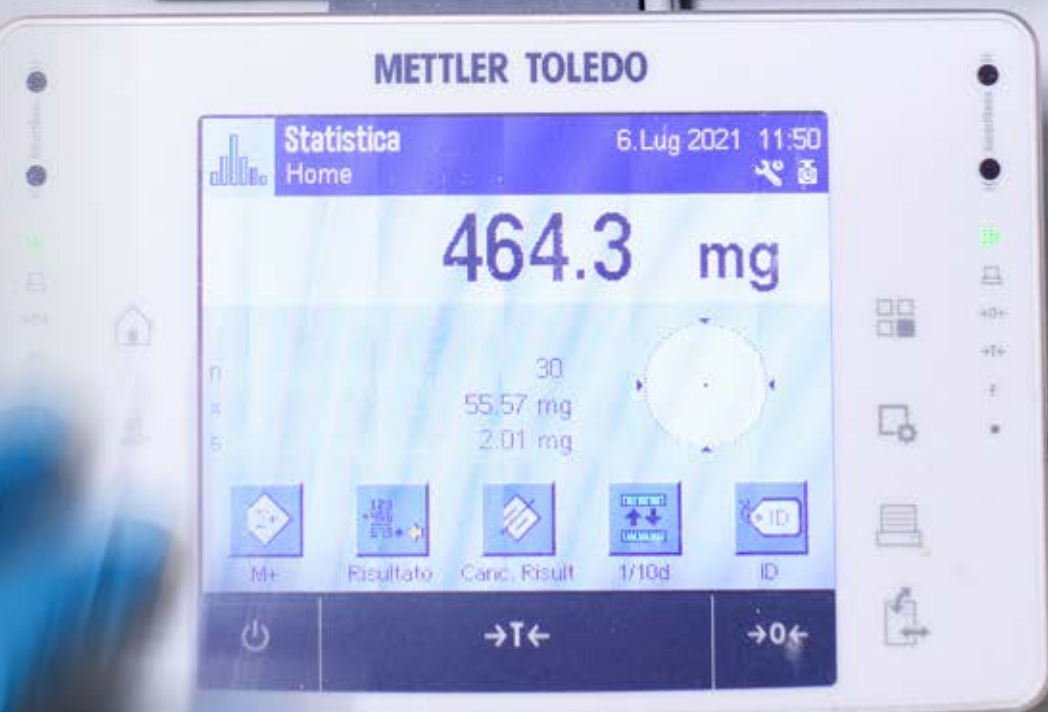 METTLER TOLEDO
Statistica
6.Lug 2021 11:50
Home
464.3 mg
n 30
x 55.57 mg
s 2.01 mg
M+
Risultato
Canc. Risult
1/10d
ID
ID
→T←
→0←